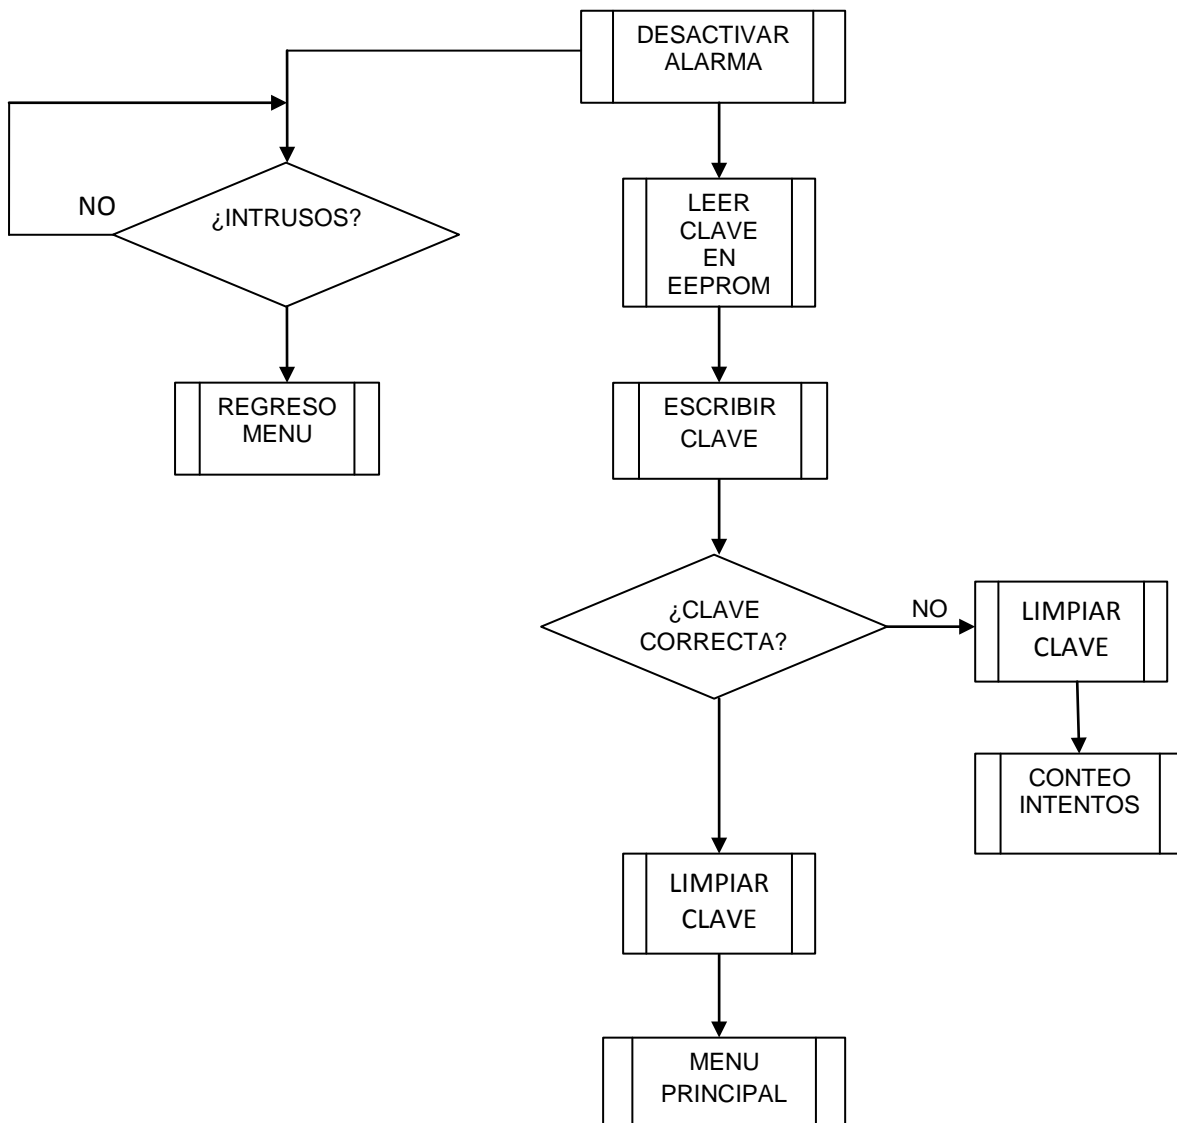 DESACTIVAR
ALARMA
NO
¿INTRUSOS?
LEER
CLAVE
EN
EEPROM
REGRESO
MENU
ESCRIBIR
CLAVE
¿CLAVE
CORRECTA?
NO
LIMPIAR
CLAVE
CONTEO
INTENTOS
LIMPIAR
CLAVE
MENU
PRINCIPAL